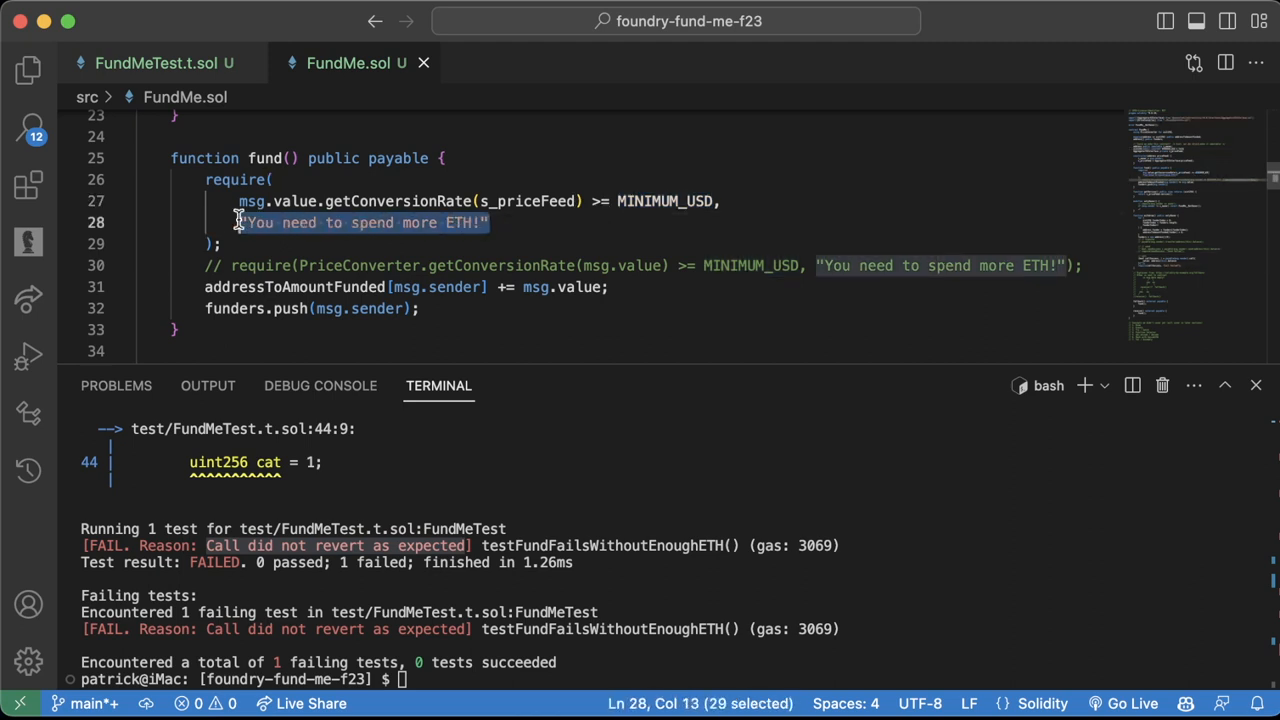 foundry-fund-me-f23
FundMeTest.t.sol U
FundMe.sol U
src > FundMe.sol
23 }
24
25 function fund() public payable {
26 require(
27 msg.value.getConversionRate(s_priceFeed) >= MINIMUM_USD,
28 "You need to spend more ETH!"
29 );
30 // require(PriceConverter.getConversionRate(msg.value) >= MINIMUM_USD, "You need to spend more ETH!");
31 addressToAmountFunded[msg.sender] += msg.value;
32 funders.push(msg.sender);
33 }
34
12
PROBLEMS OUTPUT DEBUG CONSOLE TERMINAL bash
--> test/FundMeTest.t.sol:44:9:
|
44 | uint256 cat = 1;
| ^^^^^^^^^^^
Running 1 test for test/FundMeTest.t.sol:FundMeTest
[FAIL. Reason: Call did not revert as expected] testFundFailsWithoutEnoughETH() (gas: 3069)
Test result: FAILED. 0 passed; 1 failed; finished in 1.26ms
Failing tests:
Encountered 1 failing test in test/FundMeTest.t.sol:FundMeTest
[FAIL. Reason: Call did not revert as expected] testFundFailsWithoutEnoughETH() (gas: 3069)
Encountered a total of 1 failing tests, 0 tests succeeded
patrick@iMac: [foundry-fund-me-f23] $
main*+ 0 0 Live Share Ln 28, Col 13 (29 selected) Spaces: 4 UTF-8 LF { } Solidity Go Live